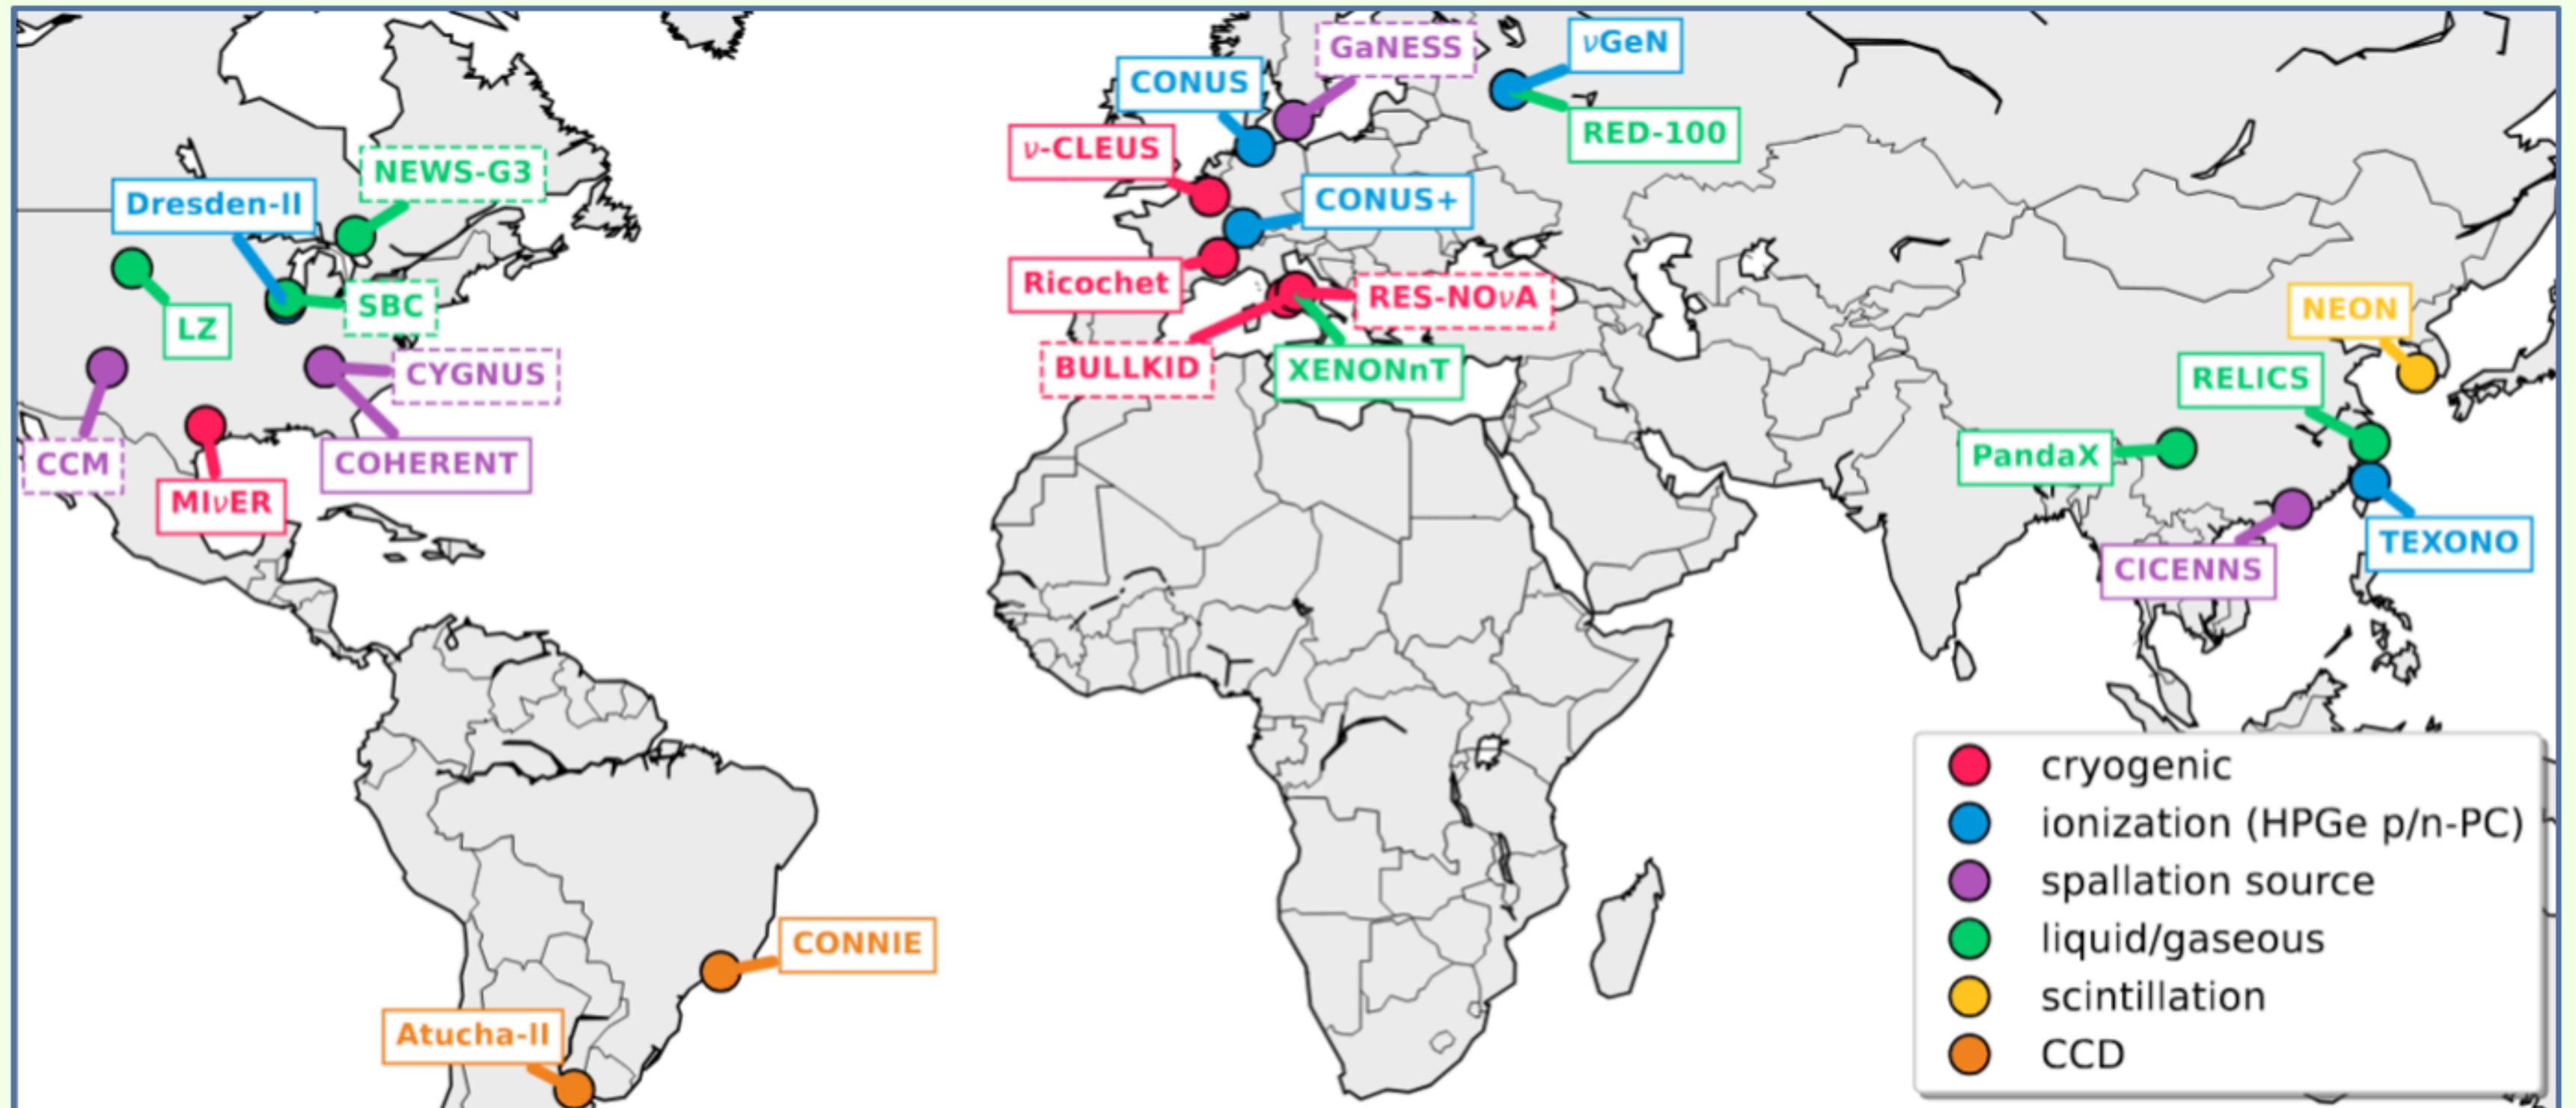 GaNESS
νGeN
CONUS
RED-100
ν-CLEUS
NEWS-G3
Dresden-II
CONUS+
Ricochet
RES-NOνA
SBC
LZ
NEON
BULLKID
XENONnT
CYGNUS
RELICS
CCM
COHERENT
PandaX
MIνER
TEXONO
CICENNS
CONNIE
Atucha-II
cryogenic
ionization (HPGe p/n-PC)
spallation source
liquid/gaseous
scintillation
CCD